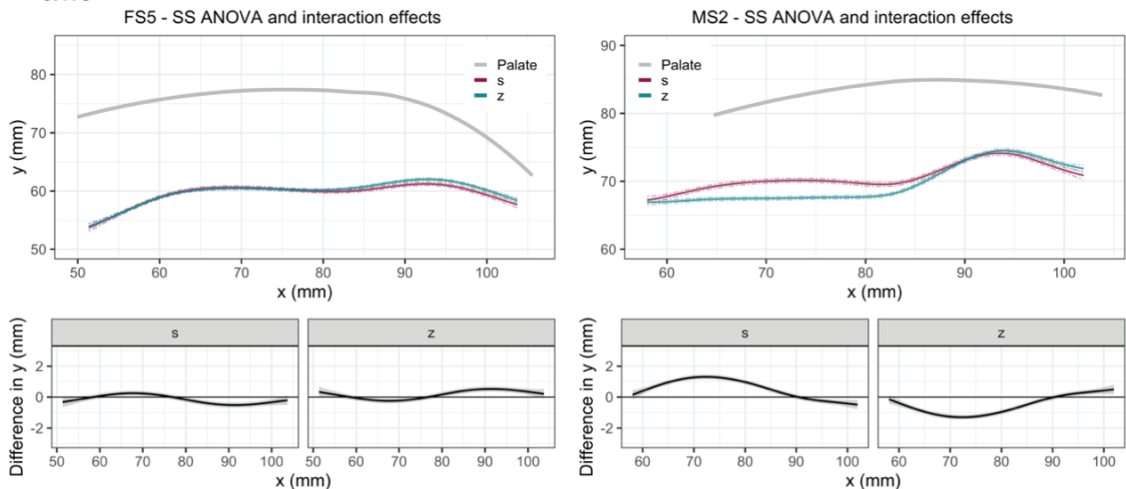 FS5 - SS ANOVA and interaction effects
80
70
60
50
y (mm)
Palate
s
z
50 60 70 80 90 100
x (mm)
s z
2
0
-2
Difference in y (mm)
50 60 70 80 90 100 50 60 70 80 90 100
x (mm)
MS2 - SS ANOVA and interaction effects
90
80
70
60
y (mm)
Palate
s
z
60 70 80 90 100
x (mm)
s z
2
0
-2
Difference in y (mm)
60 70 80 90 100 60 70 80 90 100
x (mm)